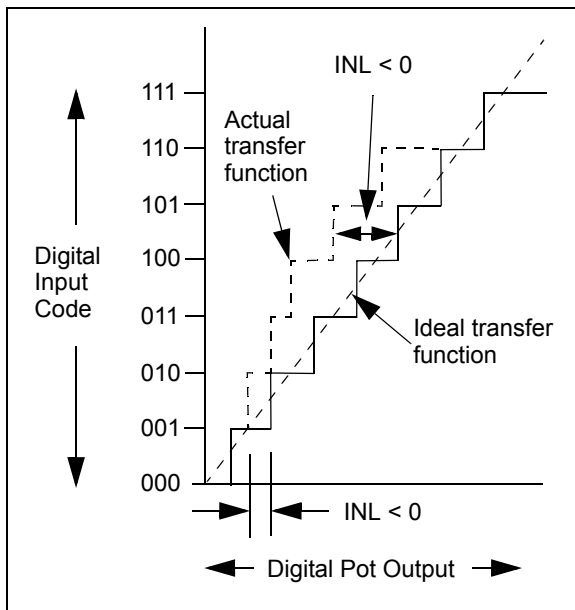 INL < 0
111
Actual
transfer
function
110
101
Digital
Input
Code
100
011
Ideal transfer
function
010
001
000
INL < 0
Digital Pot Output